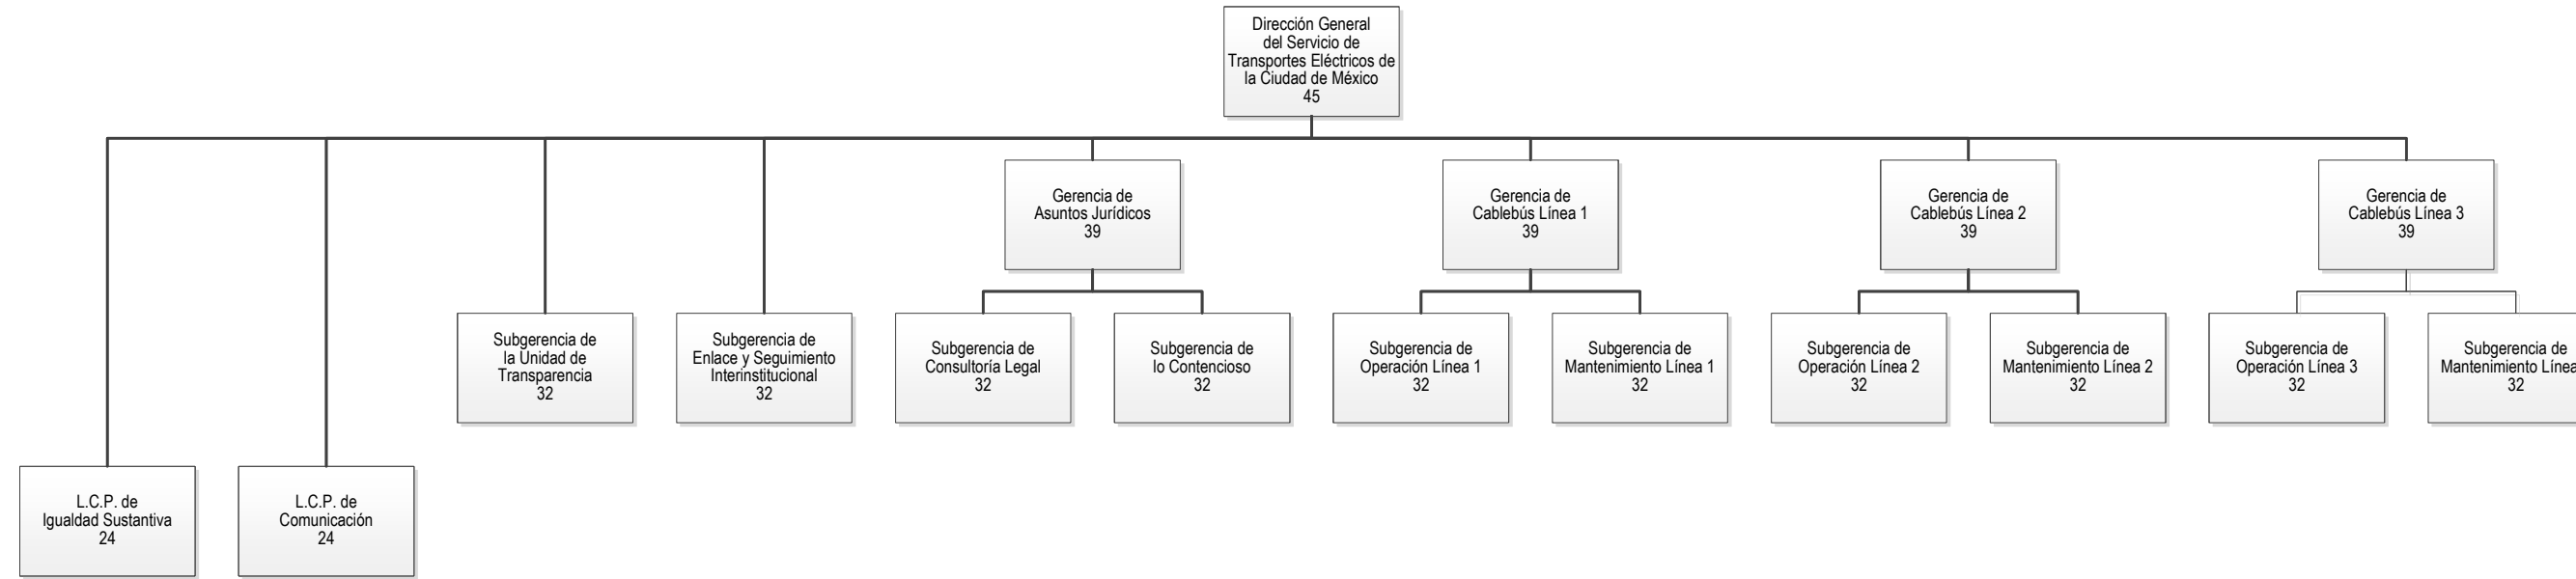 Dirección General
del Servicio de
Transportes Eléctricos de
la Ciudad de México
45
Gerencia de
Asuntos Jurídicos
39
Gerencia de
Cablebús Línea 1
39
Gerencia de
Cablebús Línea 2
39
Gerencia de
Cablebús Línea 3
39
Subgerencia de
la Unidad de
Transparencia
32
Subgerencia de
Enlace y Seguimiento
Interinstitucional
32
Subgerencia de
Consultoría Legal
32
Subgerencia de
lo Contencioso
32
Subgerencia de
Operación Línea 1
32
Subgerencia de
Mantenimiento Línea 1
32
Subgerencia de
Operación Línea 2
32
Subgerencia de
Mantenimiento Línea 2
32
Subgerencia de
Operación Línea 3
32
Subgerencia de
Mantenimiento Línea
32
L.C.P. de
Igualdad Sustantiva
24
L.C.P. de
Comunicación
24